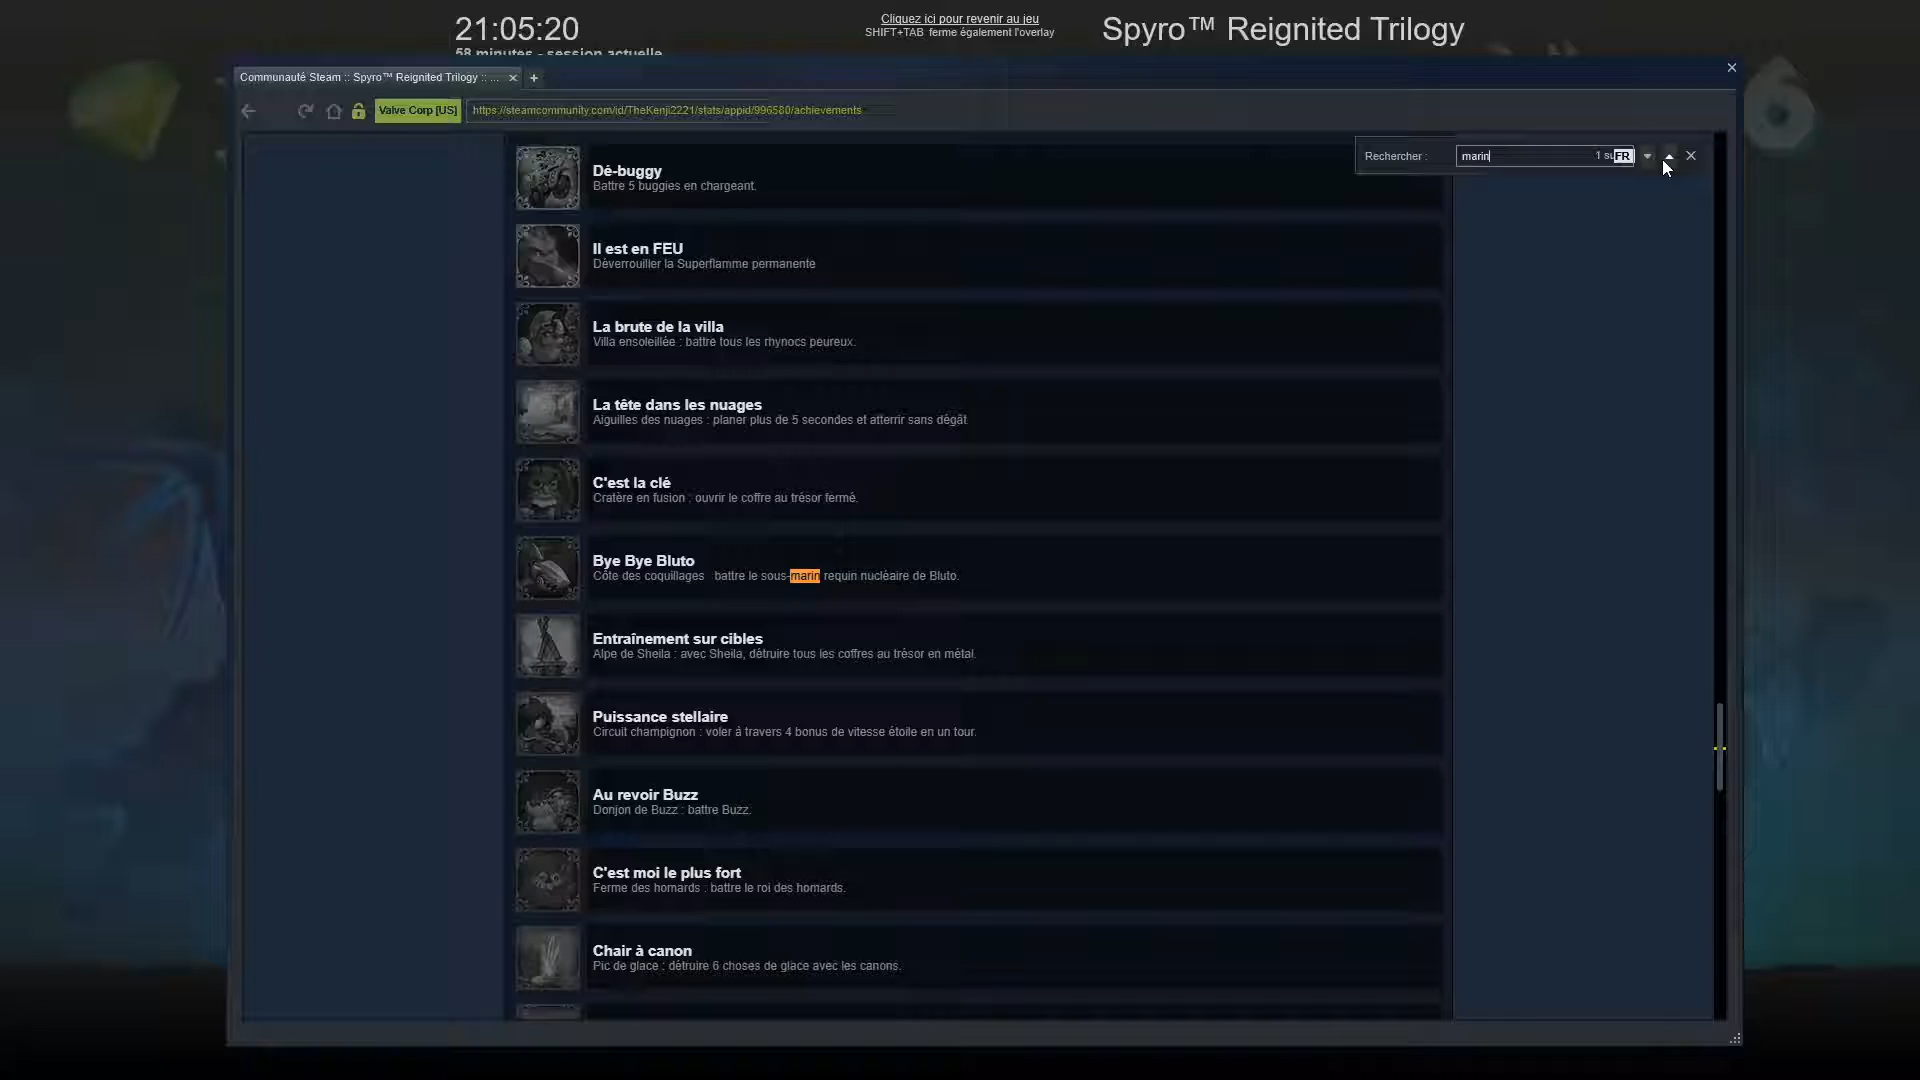 21:05:20
58 minutes - session actuelle
Cliquez ici pour revenir au jeu
SHIFT+TAB ferme également l'overlay
Spyro™ Reignited Trilogy
Communauté Steam :: Spyro™ Reignited Trilogy :: ...
Valve Corp [US]
https://steamcommunity.com/id/TheKenji2221/stats/appid/996580/achievements
Rechercher :
marin
1 su
FR
Dé-buggy
Battre 5 buggies en chargeant.
Il est en FEU
Déverrouiller la Superflamme permanente
La brute de la villa
Villa ensoleillée : battre tous les rhynocs peureux.
La tête dans les nuages
Aiguilles des nuages : planer plus de 5 secondes et atterrir sans dégât
C'est la clé
Cratère en fusion : ouvrir le coffre au trésor fermé.
Bye Bye Bluto
Côte des coquillages : battre le sous-marin requin nucléaire de Bluto.
Entraînement sur cibles
Alpe de Sheila : avec Sheila, détruire tous les coffres au trésor en métal.
Puissance stellaire
Circuit champignon : voler à travers 4 bonus de vitesse étoile en un tour.
Au revoir Buzz
Donjon de Buzz : battre Buzz.
C'est moi le plus fort
Ferme des homards : battre le roi des homards.
Chair à canon
Pic de glace : détruire 6 choses de glace avec les canons.